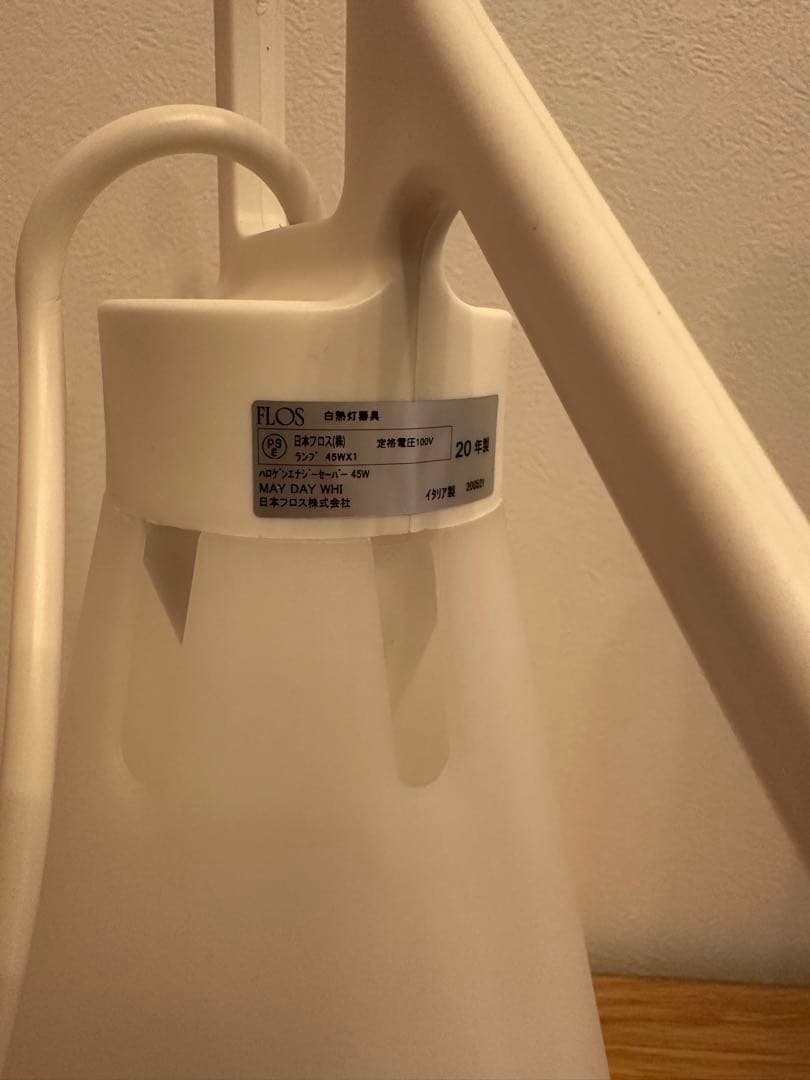 FLOS 白熱灯器具
PS E 日本フロス(株) 定格電圧100V
ランプ 45WX1
20年製
ハロゲンエナジーセーバー 45W
MAY DAY WHI
イタリア製 200521
日本フロス株式会社